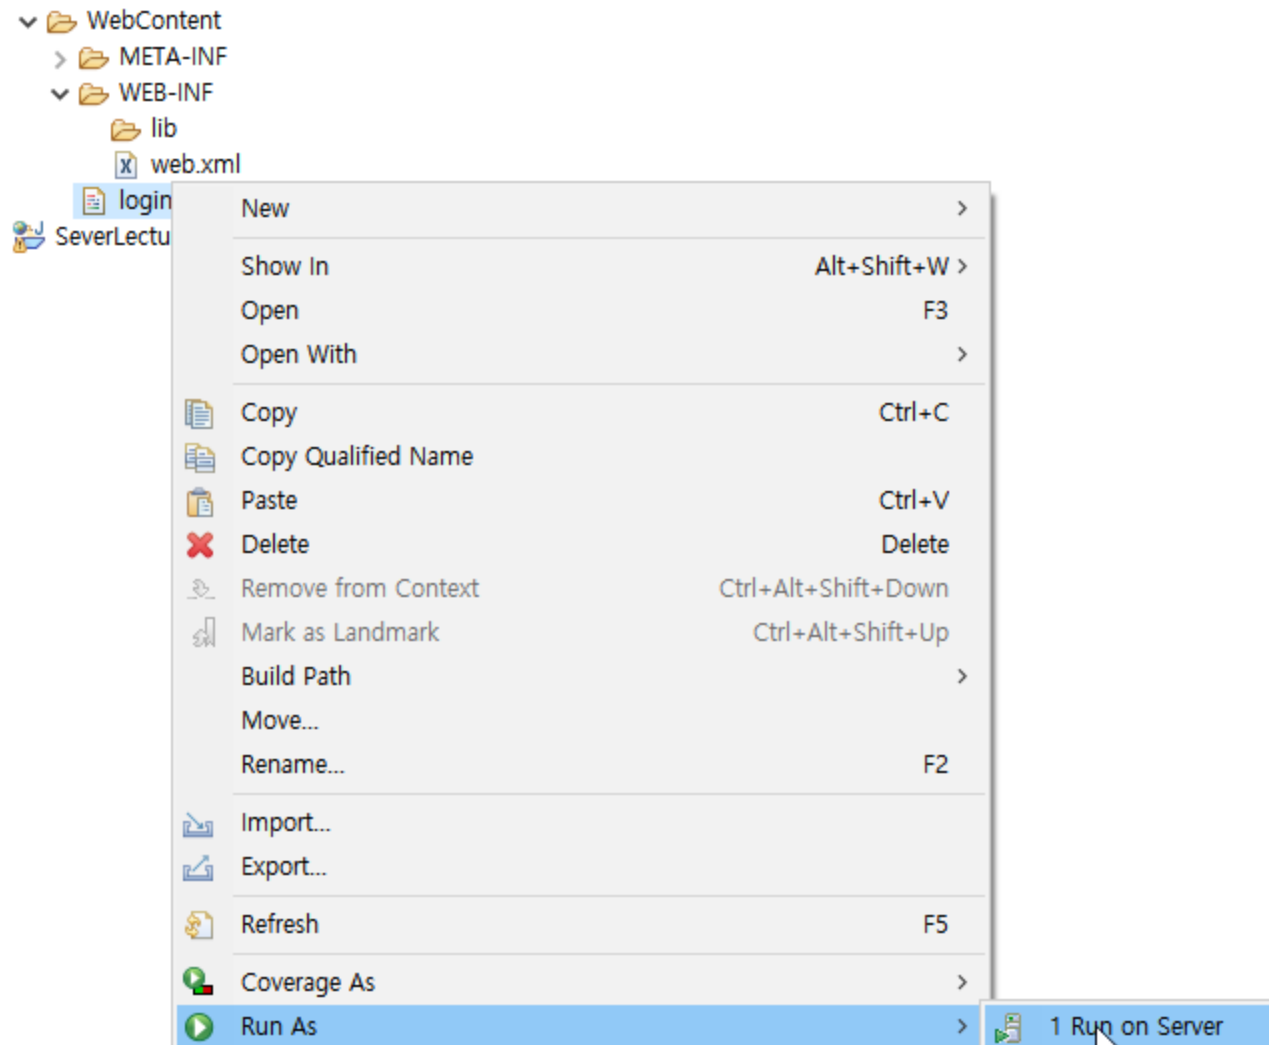 WebContent
META-INF
WEB-INF
lib
web.xml
login
SeverLectu
New
Show In Alt+Shift+W
Open F3
Open With
Copy Ctrl+C
Copy Qualified Name
Paste Ctrl+V
Delete Delete
Remove from Context Ctrl+Alt+Shift+Down
Mark as Landmark Ctrl+Alt+Shift+Up
Build Path
Move...
Rename... F2
Import...
Export...
Refresh F5
Coverage As
Run As
1 Run on Server